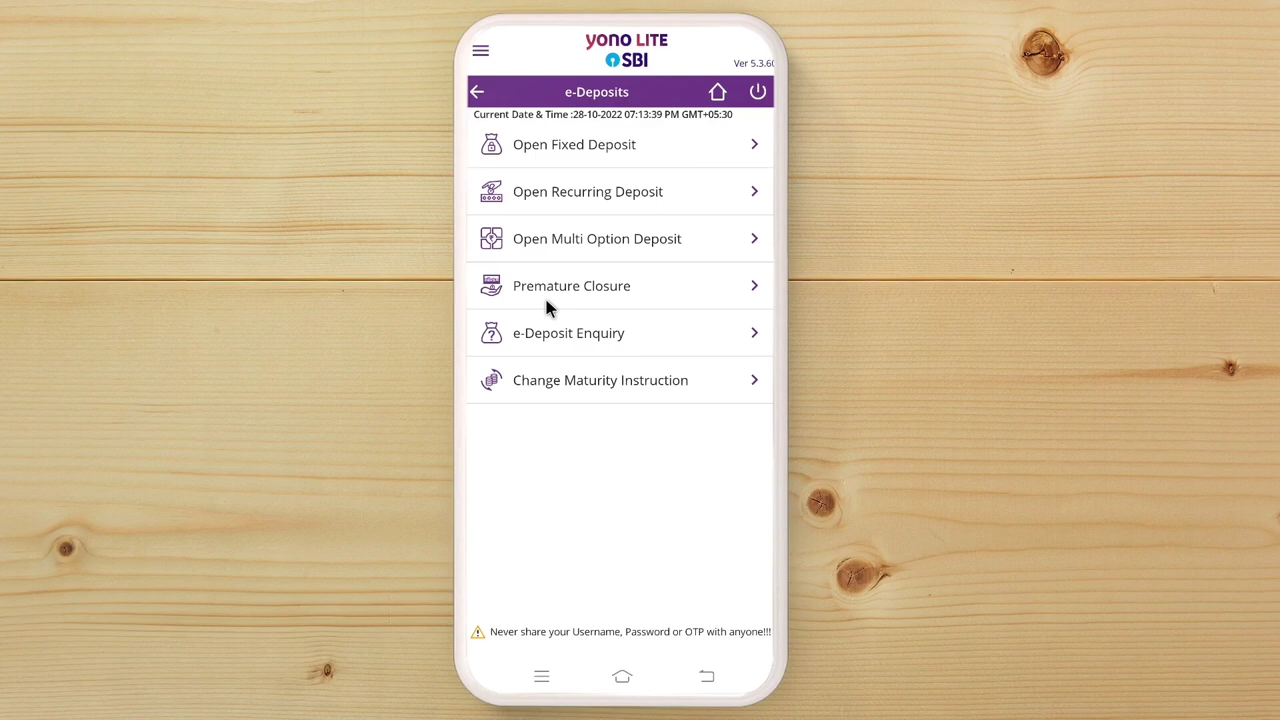 yono LITE
SBI
Ver 5.3.60
e-Deposits
Current Date & Time :28-10-2022 07:13:39 PM GMT+05:30
Open Fixed Deposit
Open Recurring Deposit
Open Multi Option Deposit
Premature Closure
e-Deposit Enquiry
Change Maturity Instruction
Never share your Username, Password or OTP with anyone!!!